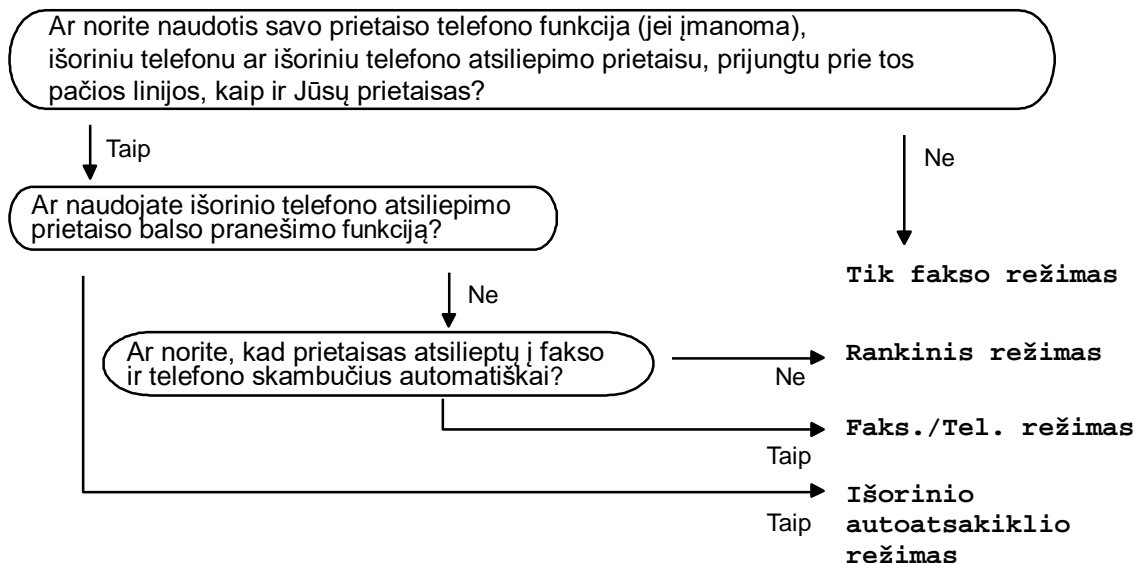 Ar norite naudotis savo prietaiso telefono funkcija (jei įmanoma),
išoriniu telefonu ar išoriniu telefono atsiliepimo prietaisu, prijungtu prie tos
pačios linijos, kaip ir Jūsų prietaisas?
Taip
Ne
Ar naudojate išorinio telefono atsiliepimo
prietaiso balso pranešimo funkciją?
Tik fakso režimas
Ne
Ar norite, kad prietaisas atsilieptų į fakso
ir telefono skambučius automatiškai?
Ne
Rankinis režimas
Taip
Faks./Tel. režimas
Taip
Išorinio
autoatsakiklio
režimas